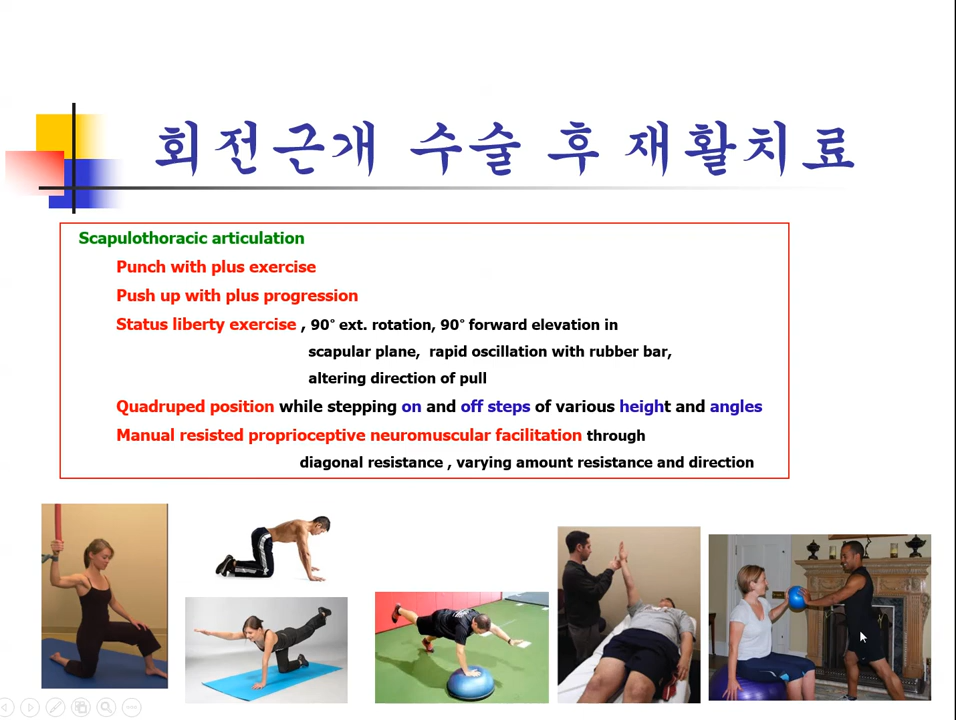 회전근개 수술 후 재활치료
Scapulothoracic articulation
Punch with plus exercise
Push up with plus progression
Status liberty exercise , 90° ext. rotation, 90° forward elevation in
scapular plane, rapid oscillation with rubber bar,
altering direction of pull
Quadruped position while stepping on and off steps of various height and angles
Manual resisted proprioceptive neuromuscular facilitation through
diagonal resistance , varying amount resistance and direction